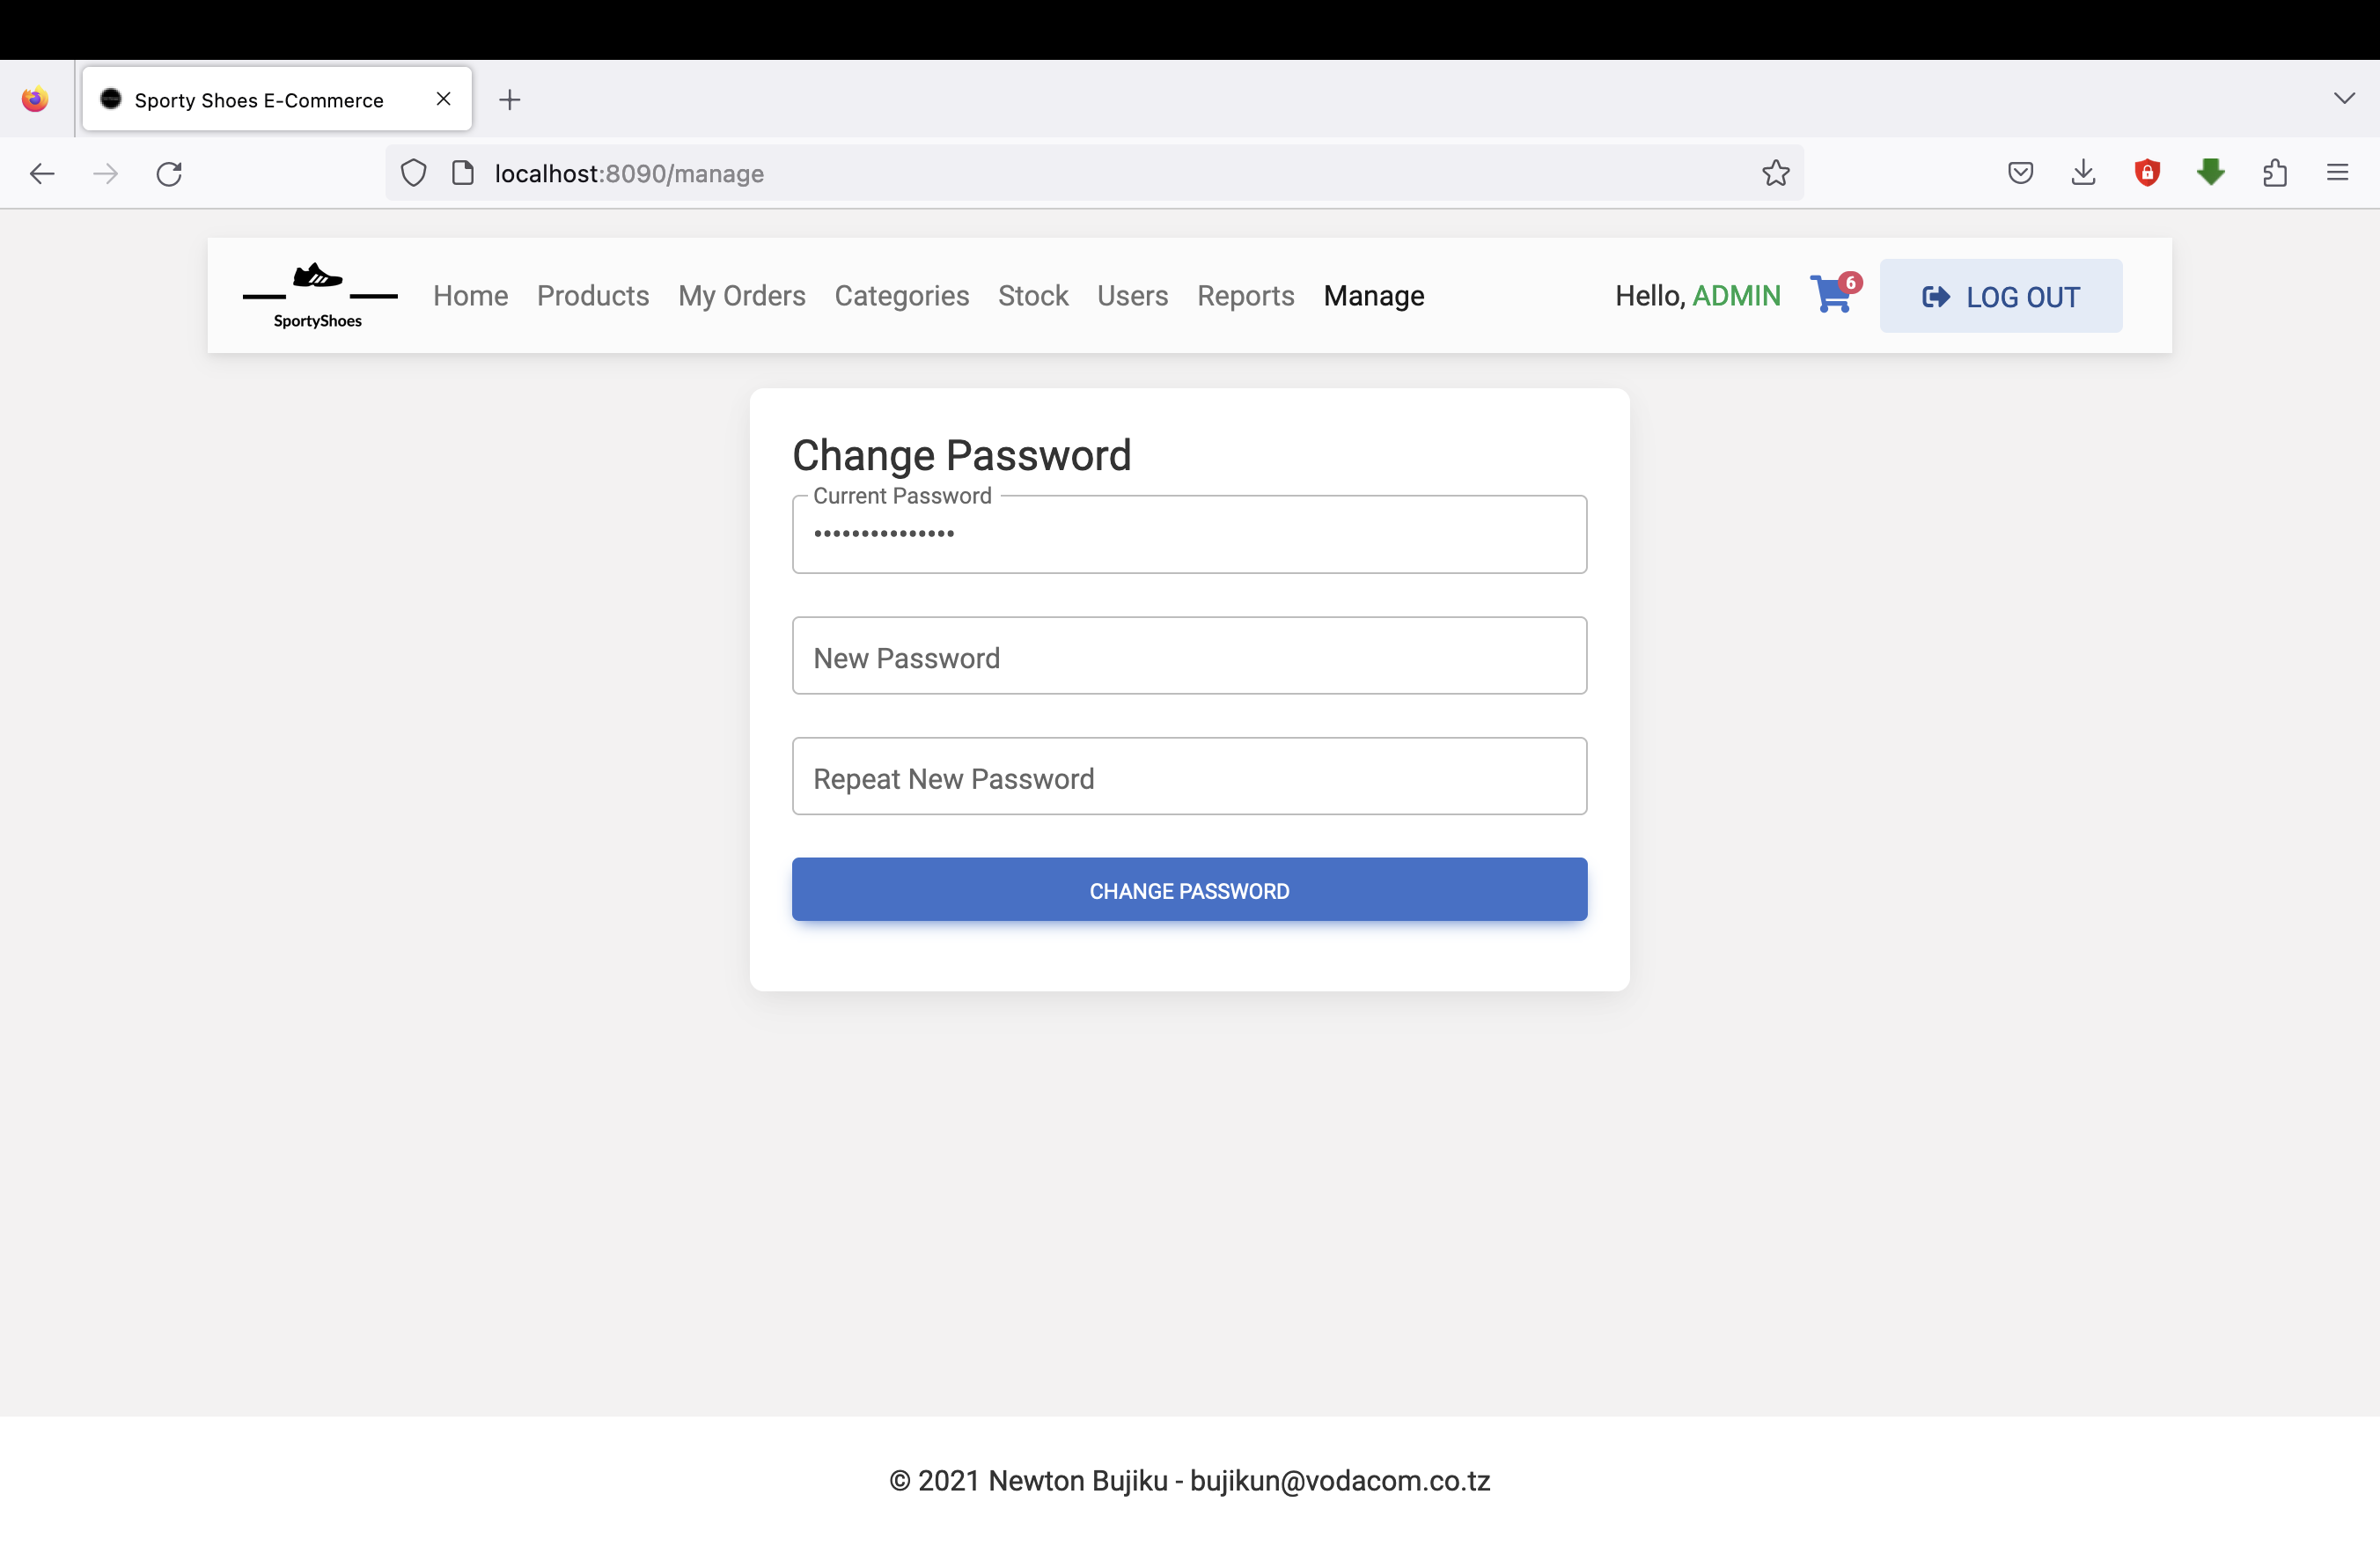 Sporty Shoes E-Commerce
localhost:8090/manage
SportyShoes
Home Products My Orders Categories Stock Users Reports Manage
Hello, ADMIN 6 LOG OUT
Change Password
Current Password
•••••••••••••••
New Password
Repeat New Password
CHANGE PASSWORD
© 2021 Newton Bujiku - bujikun@vodacom.co.tz